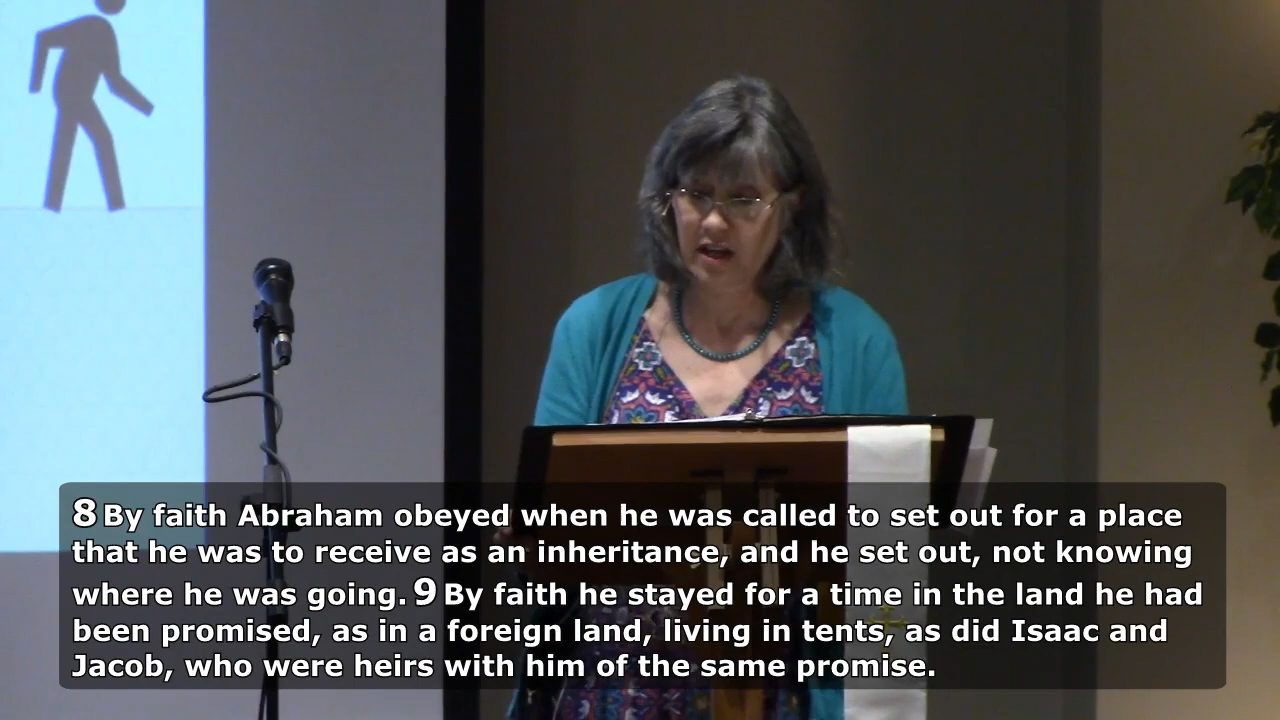 8 By faith Abraham obeyed when he was called to set out for a place
that he was to receive as an inheritance, and he set out, not knowing
where he was going. 9 By faith he stayed for a time in the land he had
been promised, as in a foreign land, living in tents, as did Isaac and
Jacob, who were heirs with him of the same promise.